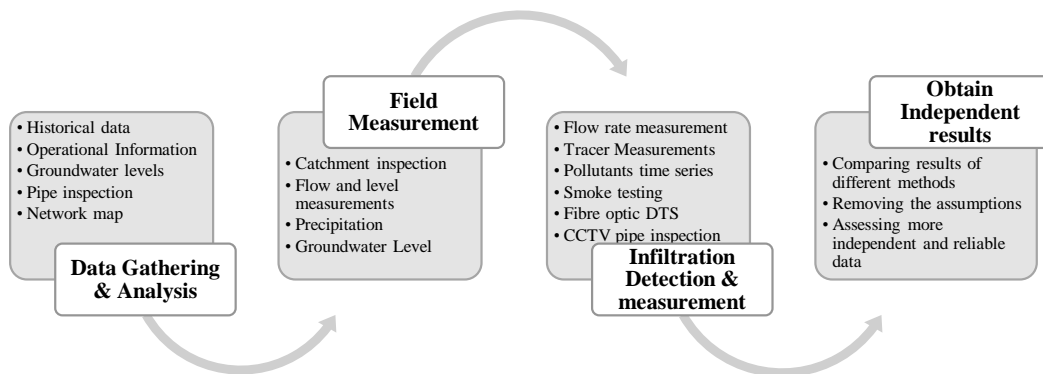 • Historical data
• Operational Information
• Groundwater levels
• Pipe inspection
• Network map
Data Gathering
& Analysis
Field
Measurement
• Catchment inspection
• Flow and level
measurements
• Precipitation
• Groundwater Level
• Flow rate measurement
• Tracer Measurements
• Pollutants time series
• Smoke testing
• Fibre optic DTS
• CCTV pipe inspection
Infiltration
Detection &
measurement
Obtain
Independent
results
• Comparing results of
different methods
• Removing the assumptions
• Assessing more
independent and reliable
data